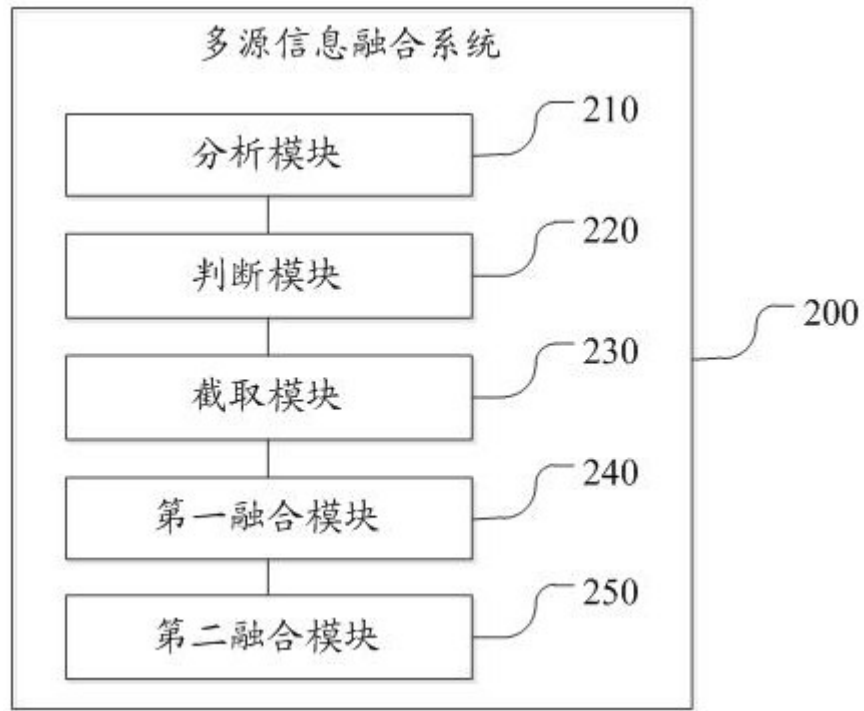 多源信息融合系统
分析模块
210
判断模块
220
200
截取模块
230
第一融合模块
240
第二融合模块
250